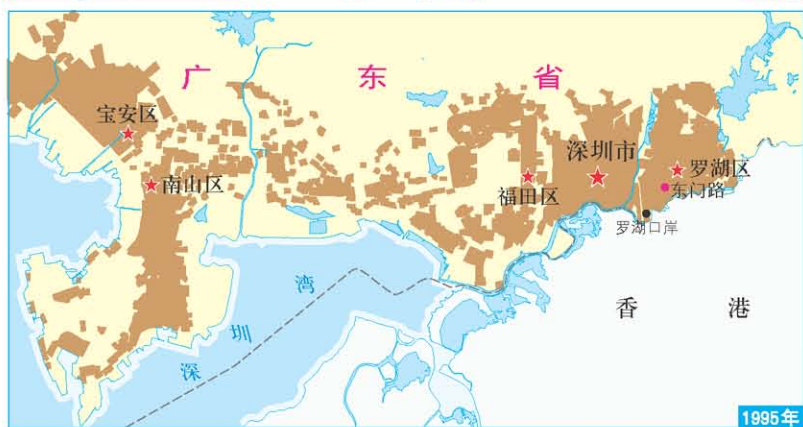 广东省
宝安区
深圳市
南山区
福田区
罗湖区
东门路
罗湖口岸
深圳湾
香港
1995年